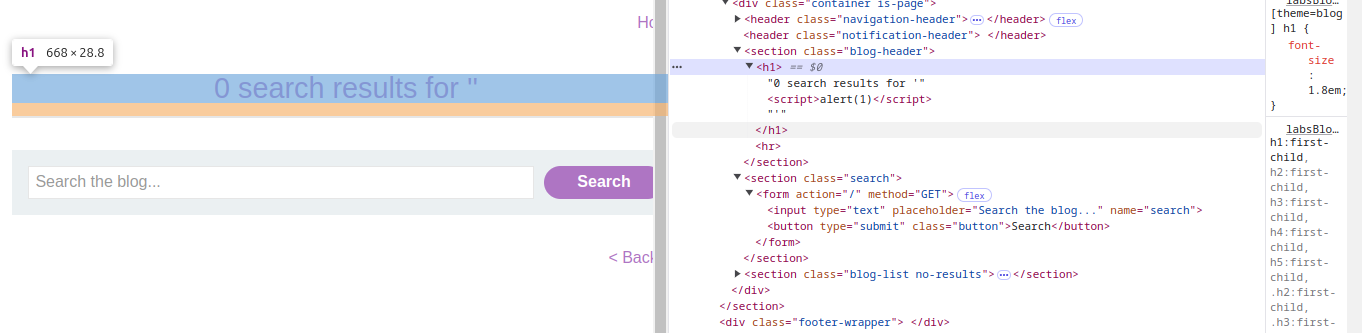 Ho
h1 668 × 28.8
0 search results for ''
Search the blog...
Search
< Back
<div class="container is-page">
<header class="navigation-header"> ⋯ </header> flex
<header class="notification-header"> </header>
<section class="blog-header">
⋯ <h1> == $0
"0 search results for '"
<script>alert(1)</script>
"'"
</h1>
<hr>
</section>
<section class="search">
<form action="/" method="GET"> flex
<input type="text" placeholder="Search the blog..." name="search">
<button type="submit" class="button">Search</button>
</form>
</section>
<section class="blog-list no-results"> ⋯ </section>
</div>
</section>
<div class="footer-wrapper"> </div>
labsBlo…
[theme=blog
] h1 {
font-
size
:
1.8em;
}
labsBlo…
h1:first-
child,
h2:first-
child,
h3:first-
child,
h4:first-
child,
h5:first-
child,
.h2:first-
child,
.h3:first-